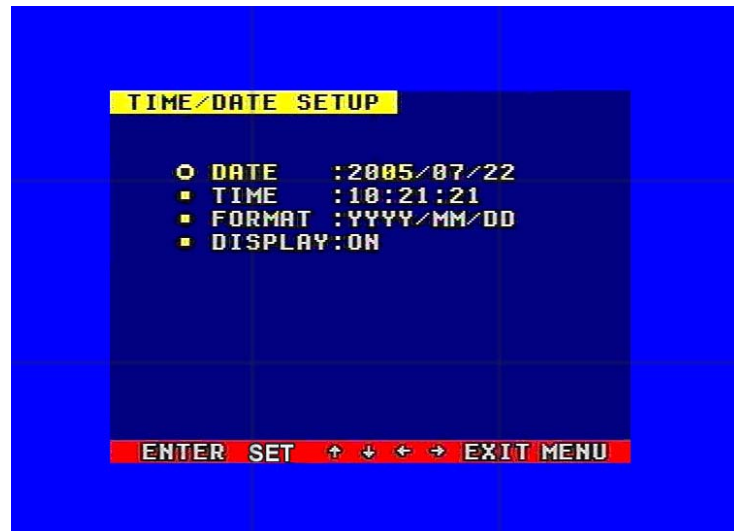 TIME/DATE SETUP
DATE :2005/07/22
TIME :10:21:21
FORMAT :YYYY/MM/DD
DISPLAY:ON
ENTER SET ↑ ↓ ← → EXIT MENU